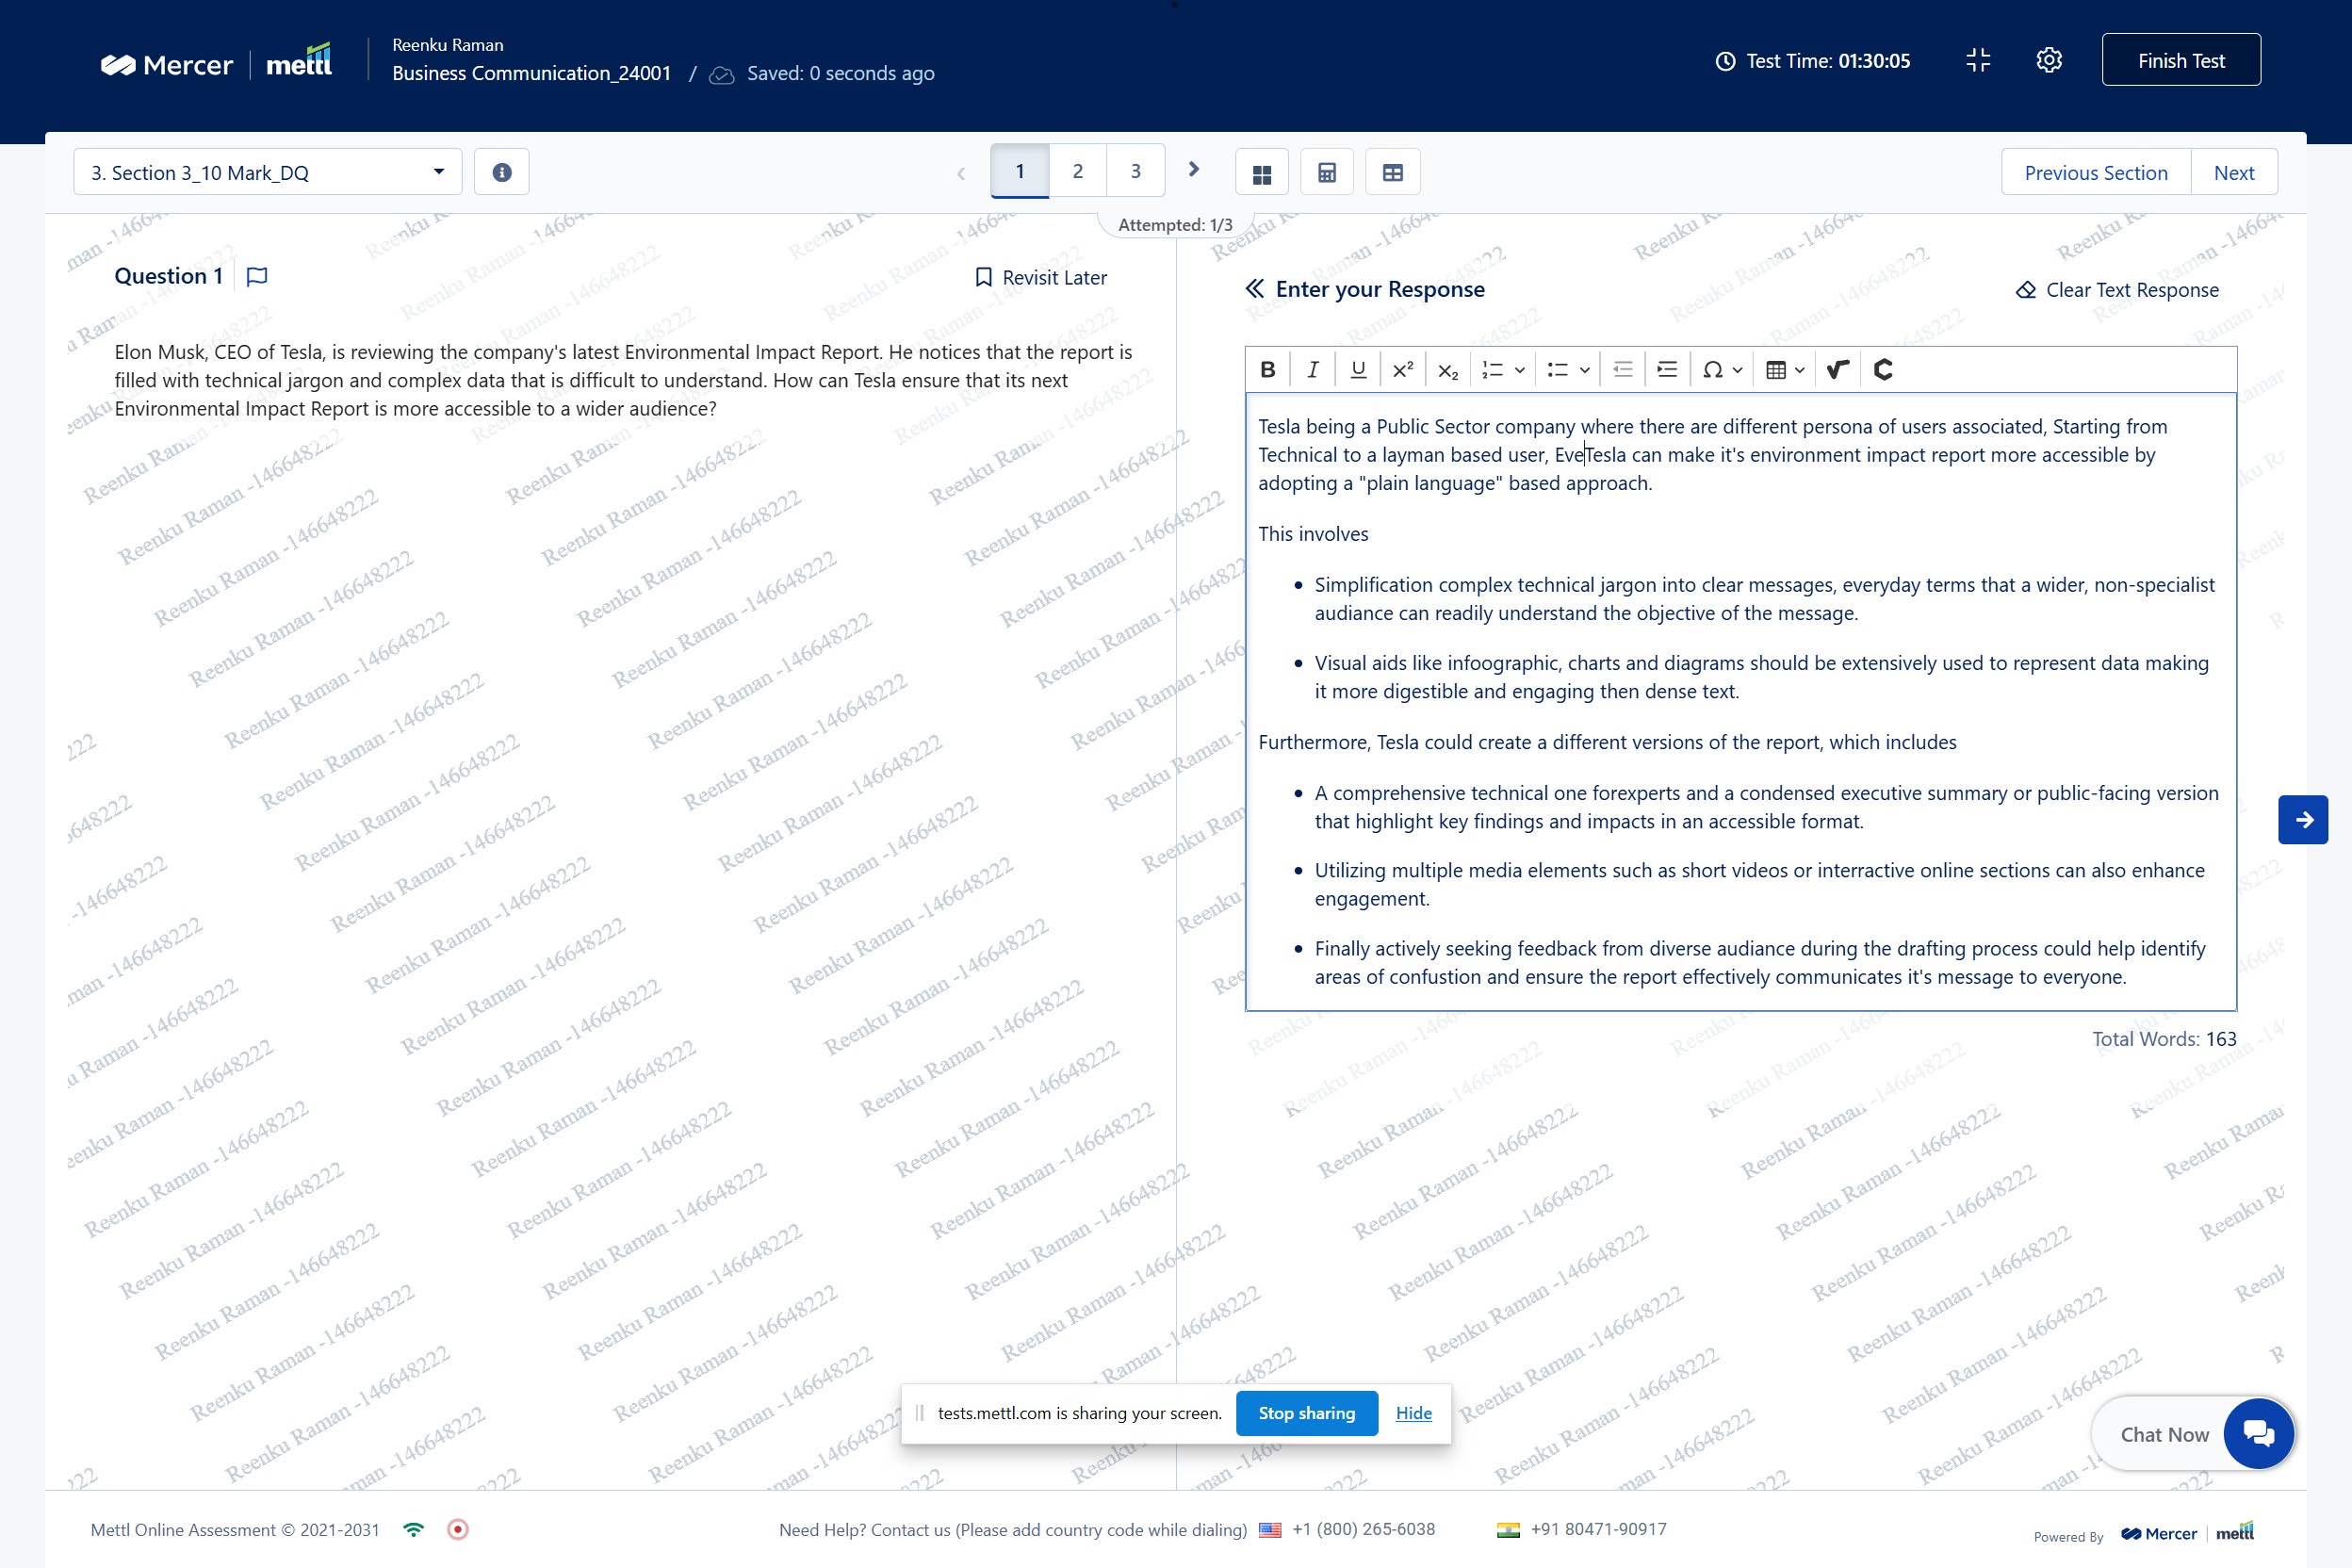 Mercer | mettl
Reenku Raman
Business Communication_24001 / Saved: 0 seconds ago
Test Time: 01:30:05
Finish Test
3. Section 3_10 Mark_DQ
1 2 3
Previous Section
Next
Attempted: 1/3
Question 1
Revisit Later
Elon Musk, CEO of Tesla, is reviewing the company's latest Environmental Impact Report. He notices that the report is
filled with technical jargon and complex data that is difficult to understand. How can Tesla ensure that its next
Environmental Impact Report is more accessible to a wider audience?
Enter your Response
Clear Text Response
B I U x² x₂ Ω
Tesla being a Public Sector company where there are different persona of users associated, Starting from
Technical to a layman based user, EveTesla can make it's environment impact report more accessible by
adopting a "plain language" based approach.
This involves
• Simplification complex technical jargon into clear messages, everyday terms that a wider, non-specialist
audiance can readily understand the objective of the message.
• Visual aids like infoographic, charts and diagrams should be extensively used to represent data making
it more digestible and engaging then dense text.
Furthermore, Tesla could create a different versions of the report, which includes
• A comprehensive technical one forexperts and a condensed executive summary or public-facing version
that highlight key findings and impacts in an accessible format.
• Utilizing multiple media elements such as short videos or interractive online sections can also enhance
engagement.
• Finally actively seeking feedback from diverse audiance during the drafting process could help identify
areas of confustion and ensure the report effectively communicates it's message to everyone.
Total Words: 163
Reenku Raman -146648222
tests.mettl.com is sharing your screen.
Stop sharing
Hide
Chat Now
Mettl Online Assessment © 2021-2031
Need Help? Contact us (Please add country code while dialing)
+1 (800) 265-6038
+91 80471-90917
Powered By Mercer | mettl